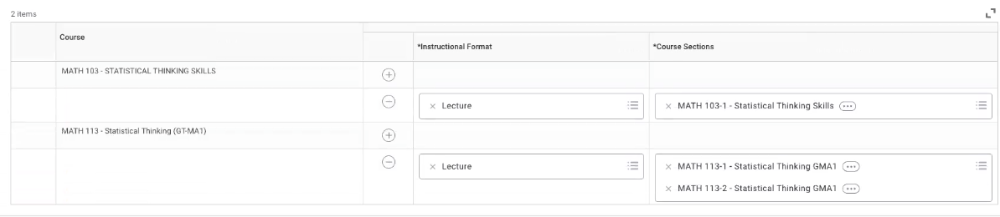 2 items
Course
*Instructional Format
*Course Sections
MATH 103 - STATISTICAL THINKING SKILLS
× Lecture
× MATH 103-1 - Statistical Thinking Skills
MATH 113 - Statistical Thinking (GT-MA1)
× Lecture
× MATH 113-1 - Statistical Thinking GMA1
× MATH 113-2 - Statistical Thinking GMA1